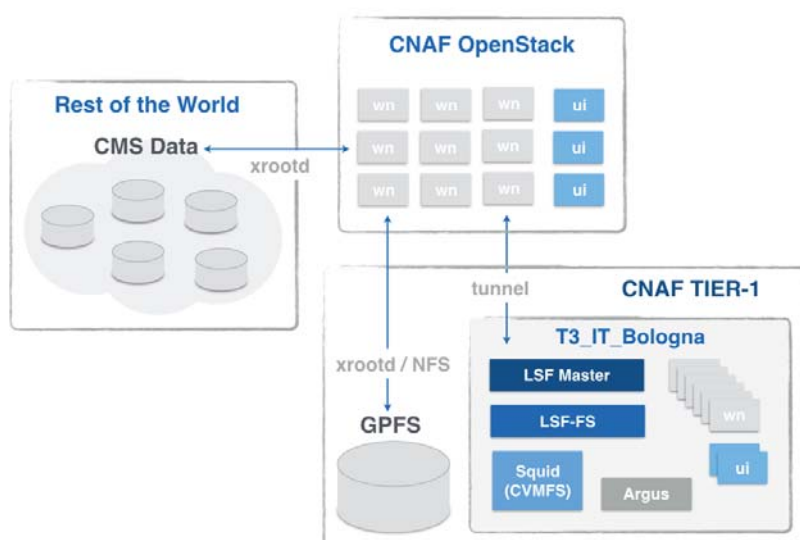 CNAF OpenStack
wn wn wn ui
wn wn wn ui
wn wn wn ui
Rest of the World
CMS Data
xrootd
tunnel
xrootd / NFS
CNAF TIER-1
T3_IT_Bologna
LSF Master
LSF-FS
wn
Squid
(CVMFS)
Argus
ui
GPFS